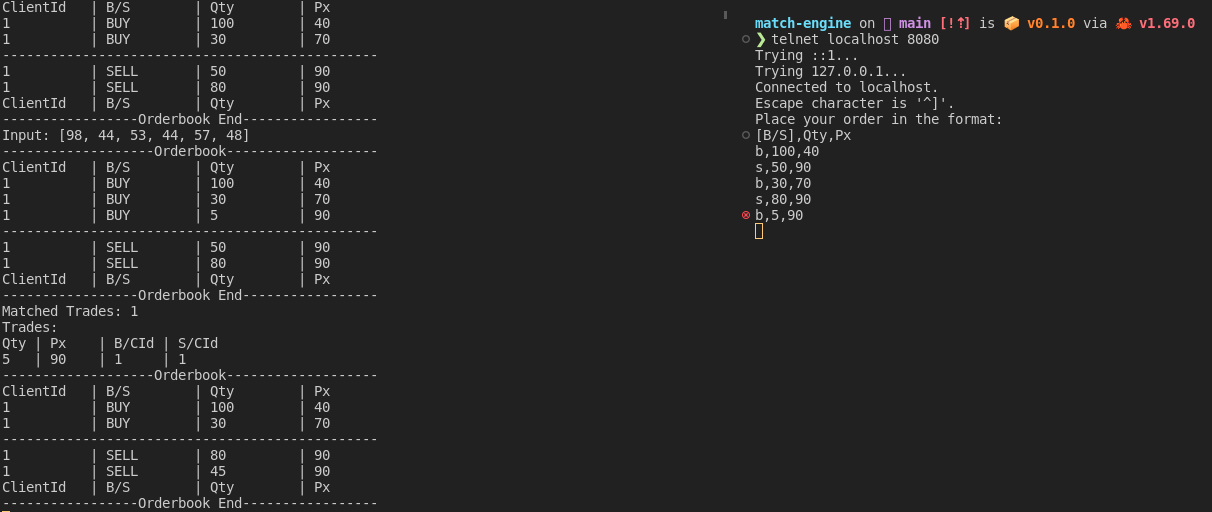 ClientId   | B/S        | Qty        | Px
1          | BUY        | 100        | 40
1          | BUY        | 30         | 70
-----------------------------------------------
1          | SELL       | 50         | 90
1          | SELL       | 80         | 90
ClientId   | B/S        | Qty        | Px
-----------------Orderbook End-----------------
Input: [98, 44, 53, 44, 57, 48]
-------------------Orderbook-------------------
ClientId   | B/S        | Qty        | Px
1          | BUY        | 100        | 40
1          | BUY        | 30         | 70
1          | BUY        | 5          | 90
-----------------------------------------------
1          | SELL       | 50         | 90
1          | SELL       | 80         | 90
ClientId   | B/S        | Qty        | Px
-----------------Orderbook End-----------------
Matched Trades: 1
Trades:
Qty | Px    | B/CId | S/CId
5   | 90    | 1     | 1
-------------------Orderbook-------------------
ClientId   | B/S        | Qty        | Px
1          | BUY        | 100        | 40
1          | BUY        | 30         | 70
-----------------------------------------------
1          | SELL       | 80         | 90
1          | SELL       | 45         | 90
ClientId   | B/S        | Qty        | Px
-----------------Orderbook End-----------------
match-engine on main [!⇡] is 📦 v0.1.0 via 🦀 v1.69.0
❯ telnet localhost 8080
Trying ::1...
Trying 127.0.0.1...
Connected to localhost.
Escape character is '^]'.
Place your order in the format:
[B/S],Qty,Px
b,100,40
s,50,90
b,30,70
s,80,90
b,5,90